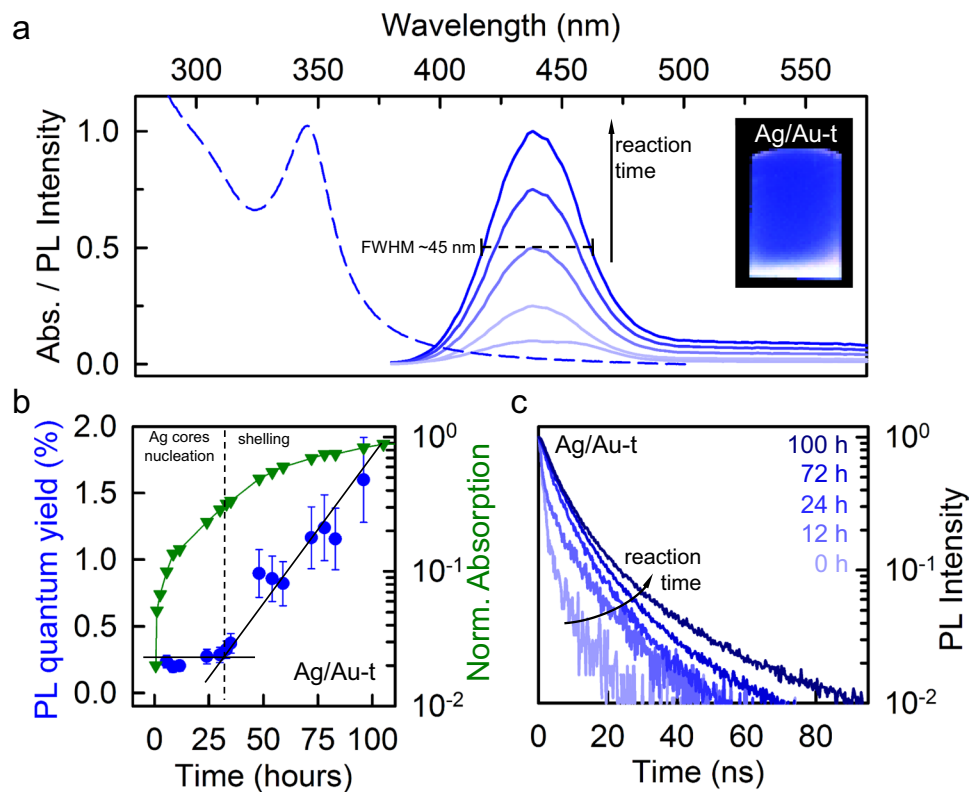 a
Wavelength (nm)
300 350 400 450 500 550
Abs. / PL Intensity
1.0
0.5
0.0
FWHM ~45 nm
reaction
time
Ag/Au-t
b
PL quantum yield (%)
2.0
1.5
1.0
0.5
0.0
Ag cores
nucleation
shelling
Ag/Au-t
10⁰
10⁻¹
10⁻²
Norm. Absorption
0 25 50 75 100
Time (hours)
c
Ag/Au-t
100 h
72 h
24 h
12 h
0 h
reaction
time
10⁰
10⁻¹
10⁻²
PL Intensity
0 20 40 60 80
Time (ns)